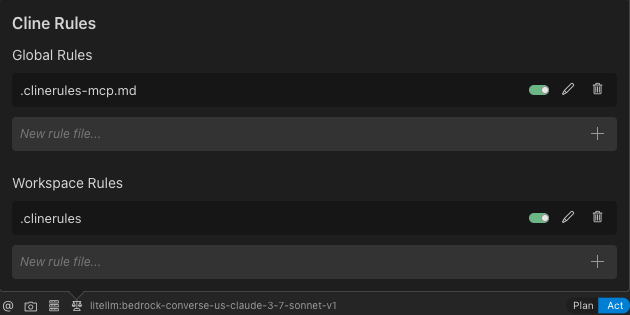 Cline Rules
Global Rules
.clinerules-mcp.md
New rule file...
Workspace Rules
.clinerules
New rule file...
@ litellm:bedrock-converse-us-claude-3-7-sonnet-v1 Plan Act